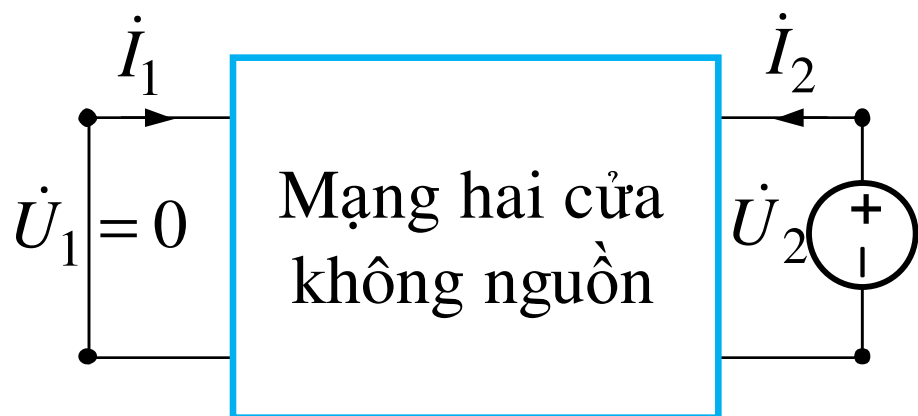 İ₁
İ₂
U̇₁ = 0
Mạng hai cửa
không nguồn
U̇₂
+
−